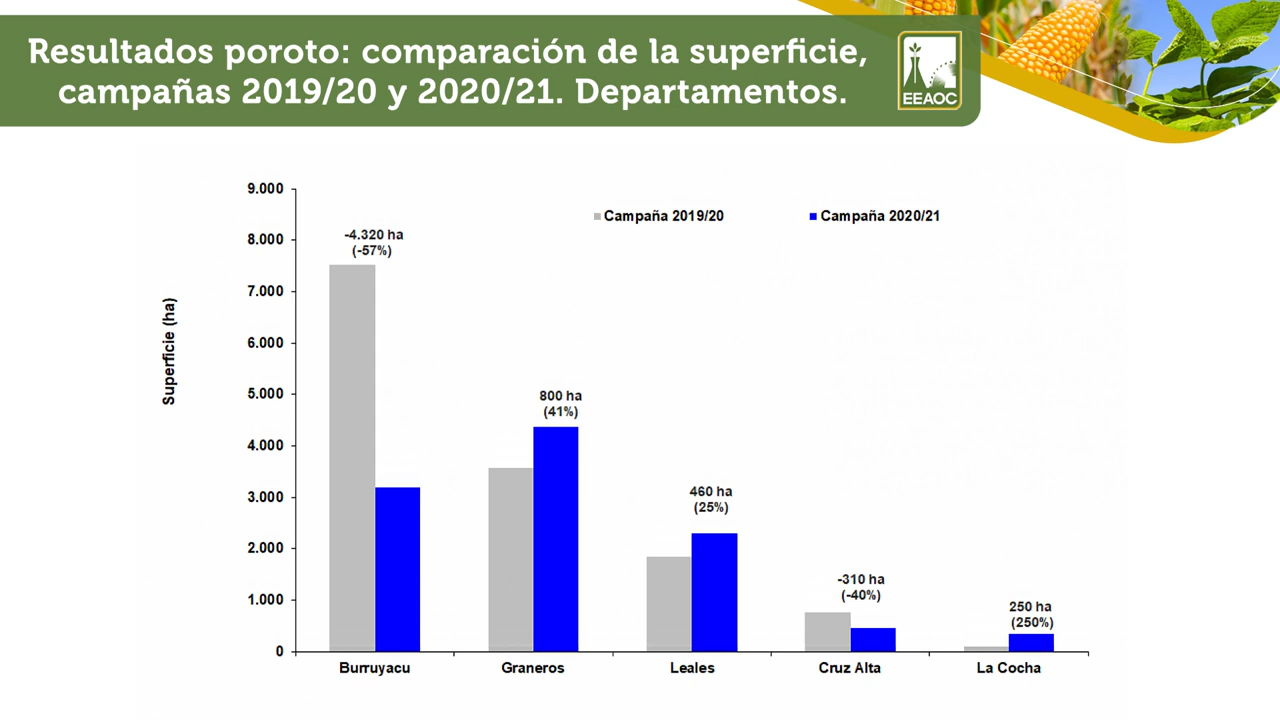 Resultados poroto: comparación de la superficie,
campañas 2019/20 y 2020/21. Departamentos.
EEAOC
Superficie (ha)
9.000
8.000
7.000
6.000
5.000
4.000
3.000
2.000
1.000
0
Campaña 2019/20
Campaña 2020/21
-4.320 ha
(-57%)
800 ha
(41%)
460 ha
(25%)
-310 ha
(-40%)
250 ha
(250%)
Burruyacu
Graneros
Leales
Cruz Alta
La Cocha